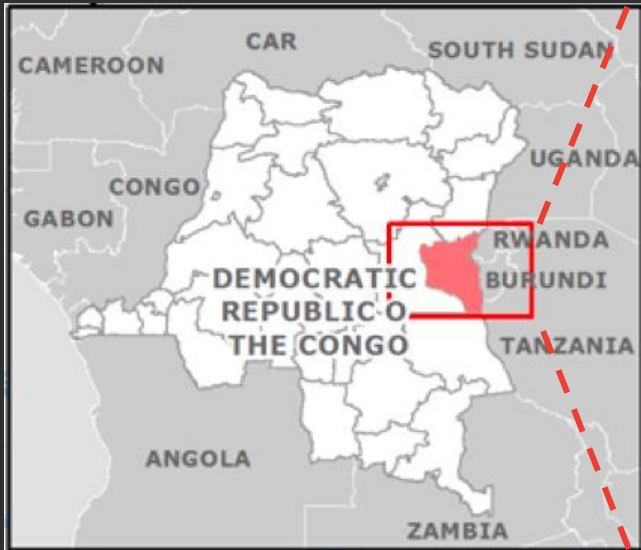 CAR
SOUTH SUDAN
CAMEROON
UGANDA
CONGO
GABON
RWANDA
DEMOCRATIC
BURUNDI
REPUBLIC O
THE CONGO
TANZANIA
ANGOLA
ZAMBIA